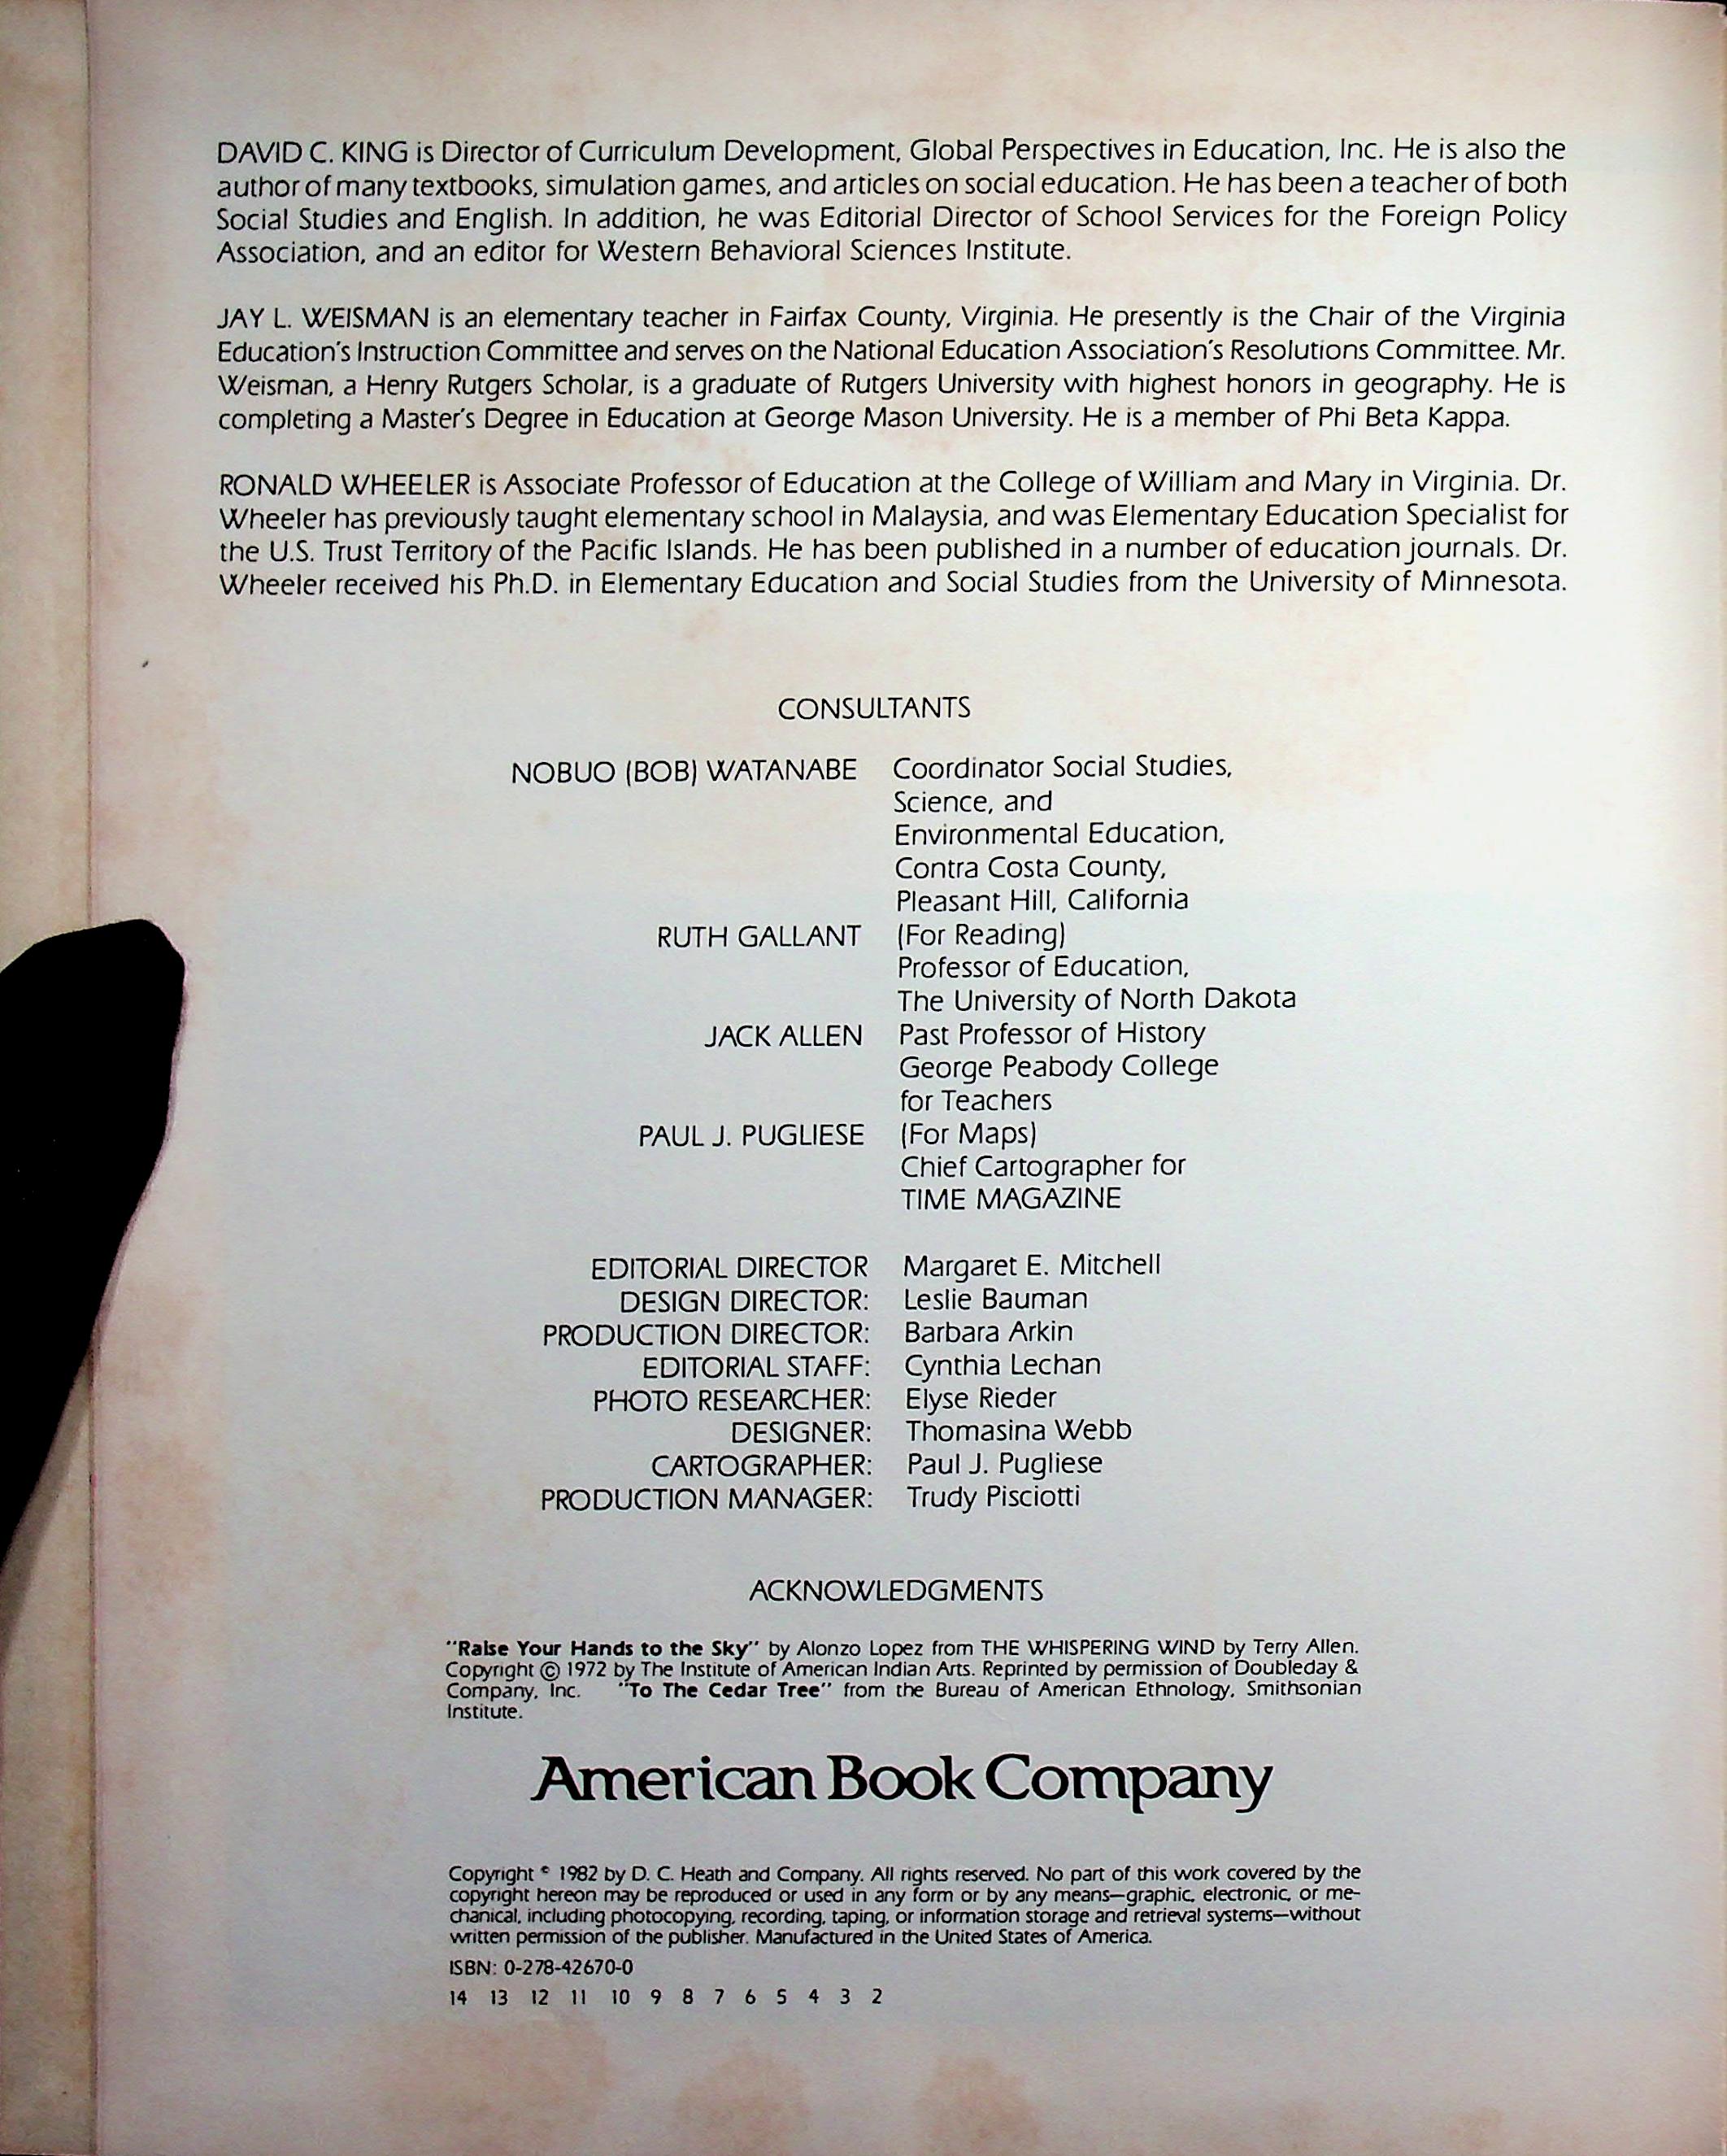 DAVID C. KING is Director of Curriculum Development, Global Perspectives in Education, Inc. He is also the
author of many textbooks, simulation games, and articles on social education. He has been a teacher of both
Social Studies and English. In addition, he was Editorial Director of School Services for the Foreign Policy
Association, and an editor for Western Behavioral Sciences Institute.
JAY L. WEISMAN is an elementary teacher in Fairfax County, Virginia. He presently is the Chair of the Virginia
Education's Instruction Committee and serves on the National Education Association's Resolutions Committee. Mr.
Weisman, a Henry Rutgers Scholar, is a graduate of Rutgers University with highest honors in geography. He is
completing a Master's Degree in Education at George Mason University. He is a member of Phi Beta Kappa.
RONALD WHEELER is Associate Professor of Education at the College of William and Mary in Virginia. Dr.
Wheeler has previously taught elementary school in Malaysia, and was Elementary Education Specialist for
the U.S. Trust Territory of the Pacific Islands. He has been published in a number of education journals. Dr.
Wheeler received his Ph.D. in Elementary Education and Social Studies from the University of Minnesota.
CONSULTANTS
NOBUO (BOB) WATANABE Coordinator Social Studies,
Science, and
Environmental Education,
Contra Costa County,
Pleasant Hill, California
RUTH GALLANT (For Reading)
Professor of Education,
The University of North Dakota
JACK ALLEN Past Professor of History
George Peabody College
for Teachers
PAUL J. PUGLIESE (For Maps)
Chief Cartographer for
TIME MAGAZINE
EDITORIAL DIRECTOR Margaret E. Mitchell
DESIGN DIRECTOR: Leslie Bauman
PRODUCTION DIRECTOR: Barbara Arkin
EDITORIAL STAFF: Cynthia Lechan
PHOTO RESEARCHER: Elyse Rieder
DESIGNER: Thomasina Webb
CARTOGRAPHER: Paul J. Pugliese
PRODUCTION MANAGER: Trudy Pisciotti
ACKNOWLEDGMENTS
"Raise Your Hands to the Sky" by Alonzo Lopez from THE WHISPERING WIND by Terry Allen.
Copyright © 1972 by The Institute of American Indian Arts. Reprinted by permission of Doubleday &
Company, Inc. "To The Cedar Tree" from the Bureau of American Ethnology, Smithsonian
Institute.
American Book Company
Copyright © 1982 by D. C. Heath and Company. All rights reserved. No part of this work covered by the
copyright hereon may be reproduced or used in any form or by any means—graphic, electronic, or me-
chanical, including photocopying, recording, taping, or information storage and retrieval systems—without
written permission of the publisher. Manufactured in the United States of America.
ISBN: 0-278-42670-0
14 13 12 11 10 9 8 7 6 5 4 3 2